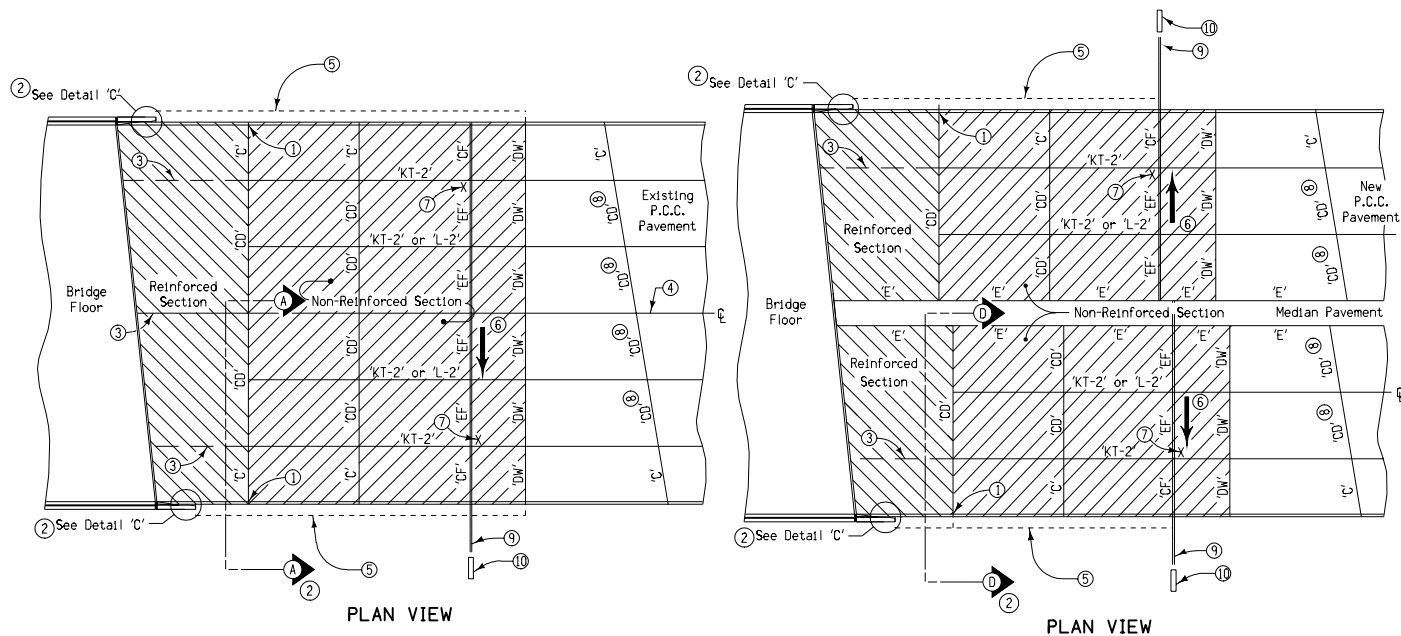 5
2 See Detail 'C'
1
3
'C'
'C'
'CF'
'DW'
'C'
'KT-2'
7
Existing
P.C.C.
Pavement
8
'CD'
'CD'
'CD'
'EF'
'DW'
'KT-2' or 'L-2'
8
'CD'
Bridge
Floor
Reinforced
Section
A
Non-Reinforced Section
'EF'
'DW'
4
℄
3
6
8
'CD'
'EF'
'DW'
'KT-2' or 'L-2'
'CD'
'CD'
7
'EF'
'DW'
8
'CD'
'KT-2'
3
'C'
'C'
'CF'
'DW'
'C'
1
2 See Detail 'C'
9
A
2
5
10
PLAN VIEW
10
9
5
2 See Detail 'C'
1
3
'C'
'CF'
'DW'
'C'
'KT-2'
7
New
P.C.C.
Pavement
8
'CD'
'CD'
'CD'
'EF'
'DW'
6
'KT-2' or 'L-2'
Reinforced
Section
'CD'
'EF'
'DW'
8
'CD'
'E'
'E'
'E'
'E'
'E'
Bridge
Floor
D
Non-Reinforced Section
Median Pavement
'E'
'E'
'E'
'E'
'E'
Reinforced
Section
'EF'
'DW'
8
'CD'
'KT-2' or 'L-2'
℄
'CD'
'CD'
6
7
'EF'
'DW'
8
'CD'
3
'KT-2'
'C'
'CF'
'DW'
'C'
1
2 See Detail 'C'
9
D
2
5
10
PLAN VIEW